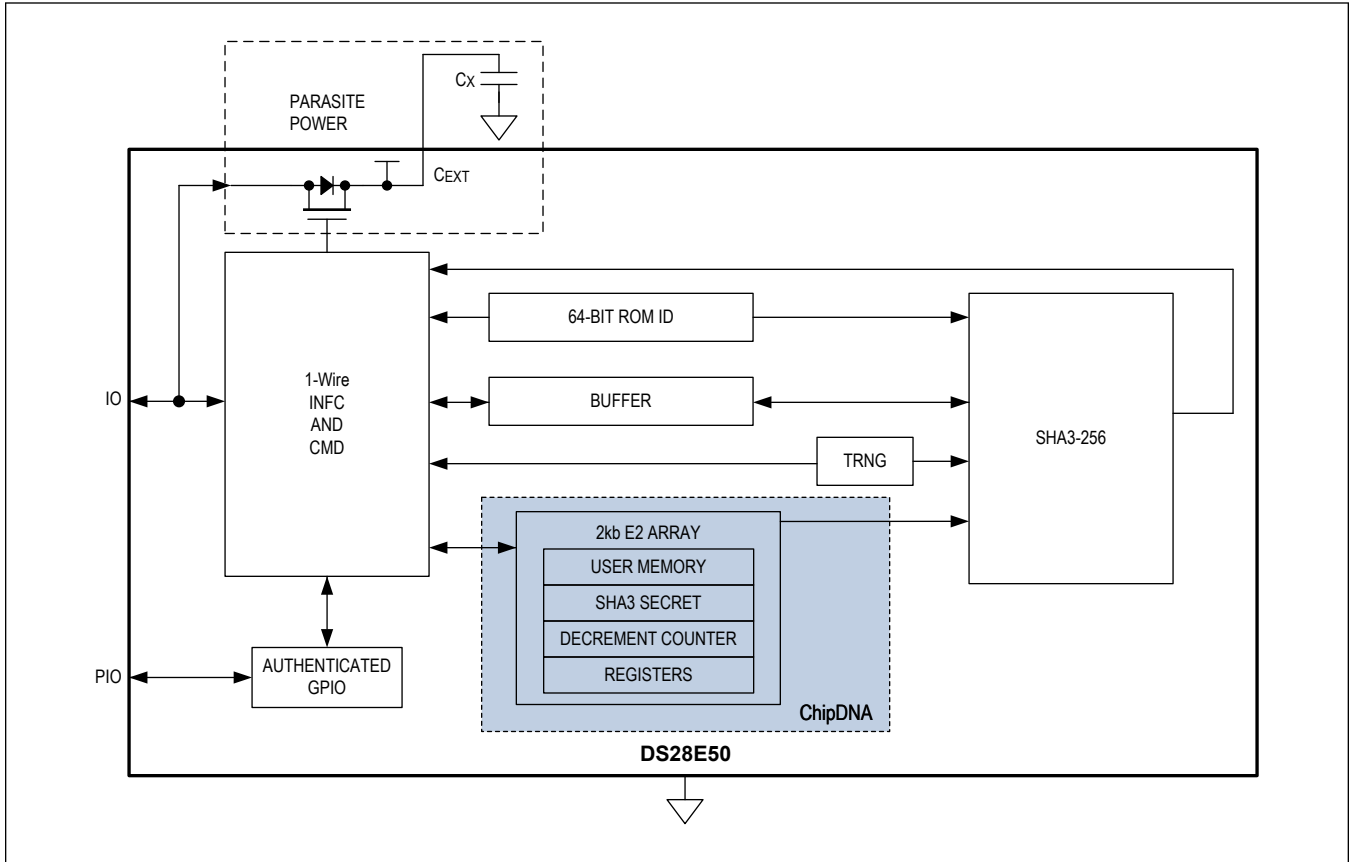 PARASITE
POWER
CX
CEXT
64-BIT ROM ID
1-Wire
INFC
AND
CMD
IO
BUFFER
SHA3-256
TRNG
2kb E2 ARRAY
USER MEMORY
SHA3 SECRET
DECREMENT COUNTER
REGISTERS
AUTHENTICATED
GPIO
PIO
ChipDNA
DS28E50